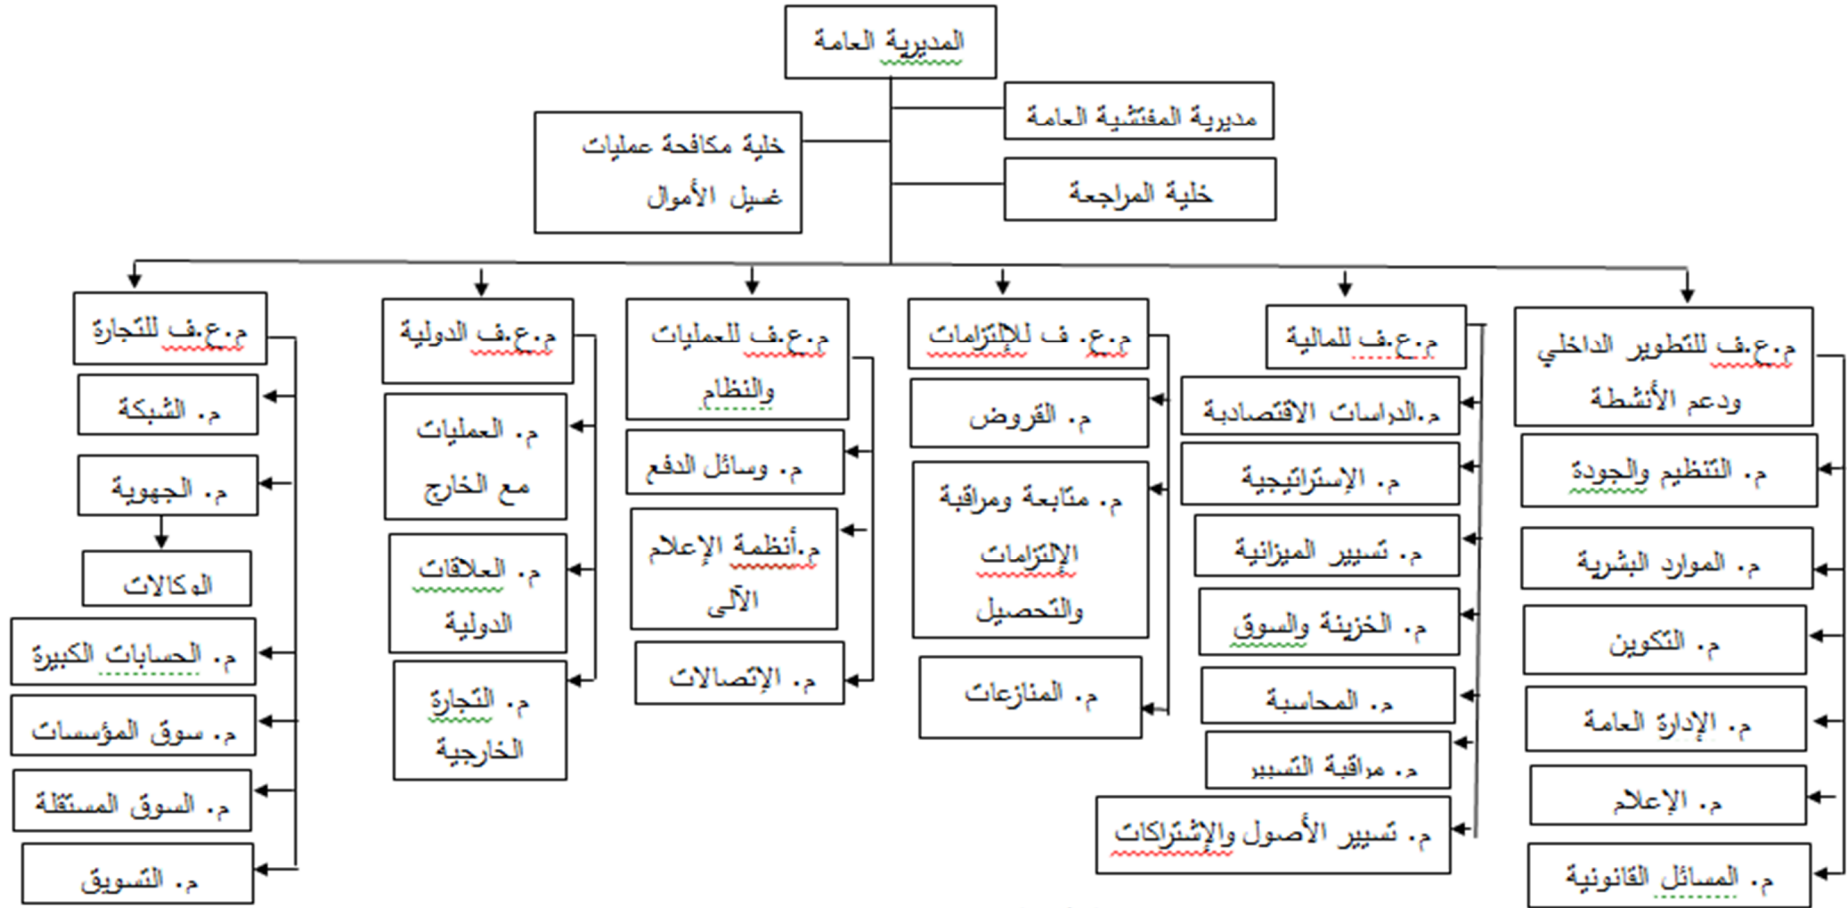 المديرية العامة
مديرية المفتشية العامة
خلية مكافحة عمليات
غسيل الأموال
خلية المراجعة
م.ع.ف للتطوير الداخلي
ودعم الأنشطة
م. التنظيم والجودة
م. الموارد البشرية
م. التكوين
م. الإدارة العامة
م. الإعلام
م. المسائل القانونية
م.ع.ف للمالية
م.الدراسات الاقتصادية
م. الإستراتيجية
م. تسيير الميزانية
م. الخزينة والسوق
م. المحاسبة
م. مراقبة التسيير
م. تسيير الأصول والإشتراكات
م.ع. ف للإلتزامات
م. القروض
م. متابعة ومراقبة
الإلتزامات
والتحصيل
م. المنازعات
م.ع.ف للعمليات
والنظام
م. وسائل الدفع
م.أنظمة الإعلام
الآلى
م. الإتصالات
م.ع.ف الدولية
م. العمليات
مع الخارج
م. العلاقات
الدولية
م. التجارة
الخارجية
م.ع.ف للتجارة
م. الشبكة
م. الجهوية
الوكالات
م. الحسابات الكبيرة
م. سوق المؤسسات
م. السوق المستقلة
م. التسويق